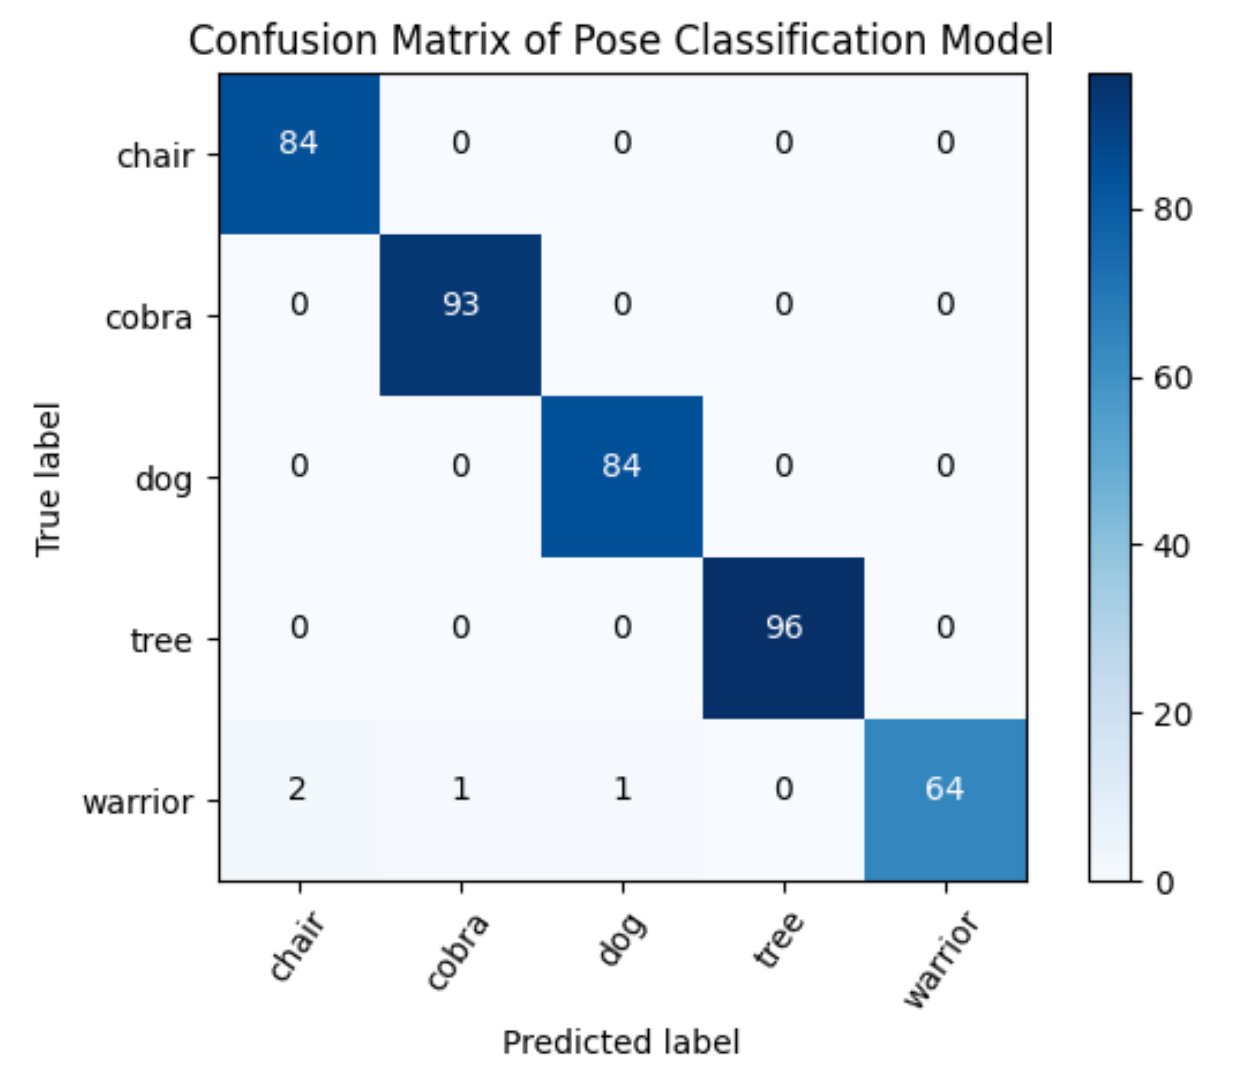 Confusion Matrix of Pose Classification Model
chair 84 0 0 0 0
cobra 0 93 0 0 0
dog 0 0 84 0 0
tree 0 0 0 96 0
warrior 2 1 1 0 64
chair cobra dog tree warrior
Predicted label
True label
80
60
40
20
0